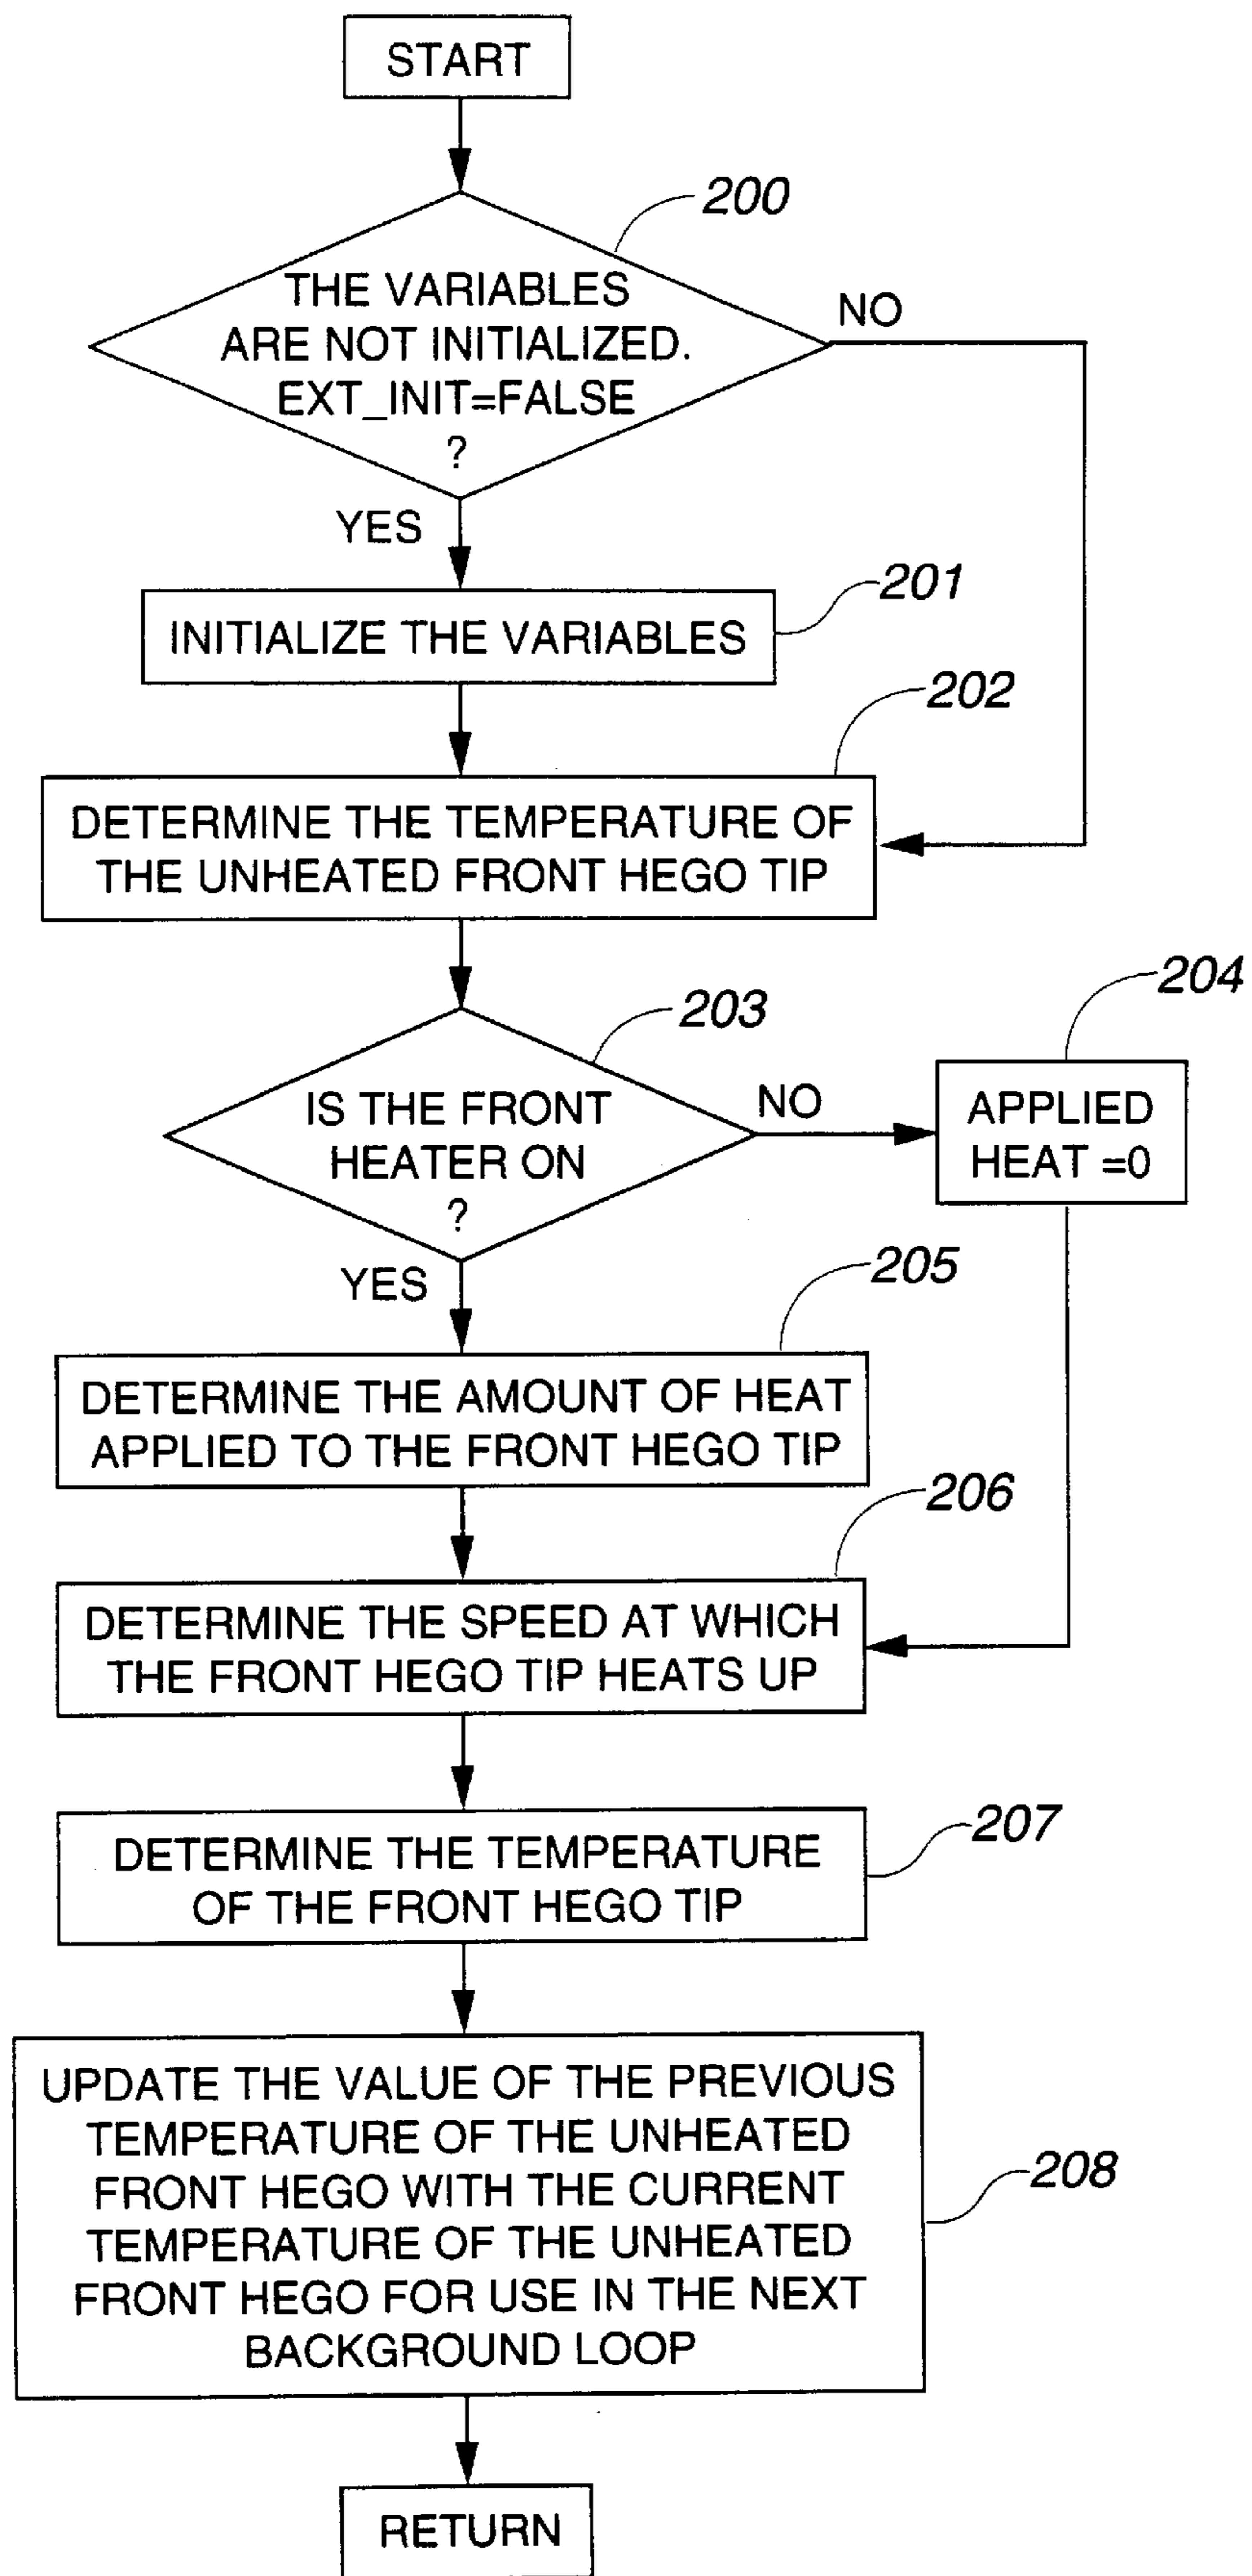 START
200
THE VARIABLES
ARE NOT INITIALIZED.
EXT_INIT=FALSE
?
NO
YES
201
INITIALIZE THE VARIABLES
202
DETERMINE THE TEMPERATURE OF
THE UNHEATED FRONT HEGO TIP
203
IS THE FRONT
HEATER ON
?
NO
204
APPLIED
HEAT =0
YES
205
DETERMINE THE AMOUNT OF HEAT
APPLIED TO THE FRONT HEGO TIP
206
DETERMINE THE SPEED AT WHICH
THE FRONT HEGO TIP HEATS UP
207
DETERMINE THE TEMPERATURE
OF THE FRONT HEGO TIP
208
UPDATE THE VALUE OF THE PREVIOUS
TEMPERATURE OF THE UNHEATED
FRONT HEGO WITH THE CURRENT
TEMPERATURE OF THE UNHEATED
FRONT HEGO FOR USE IN THE NEXT
BACKGROUND LOOP
RETURN